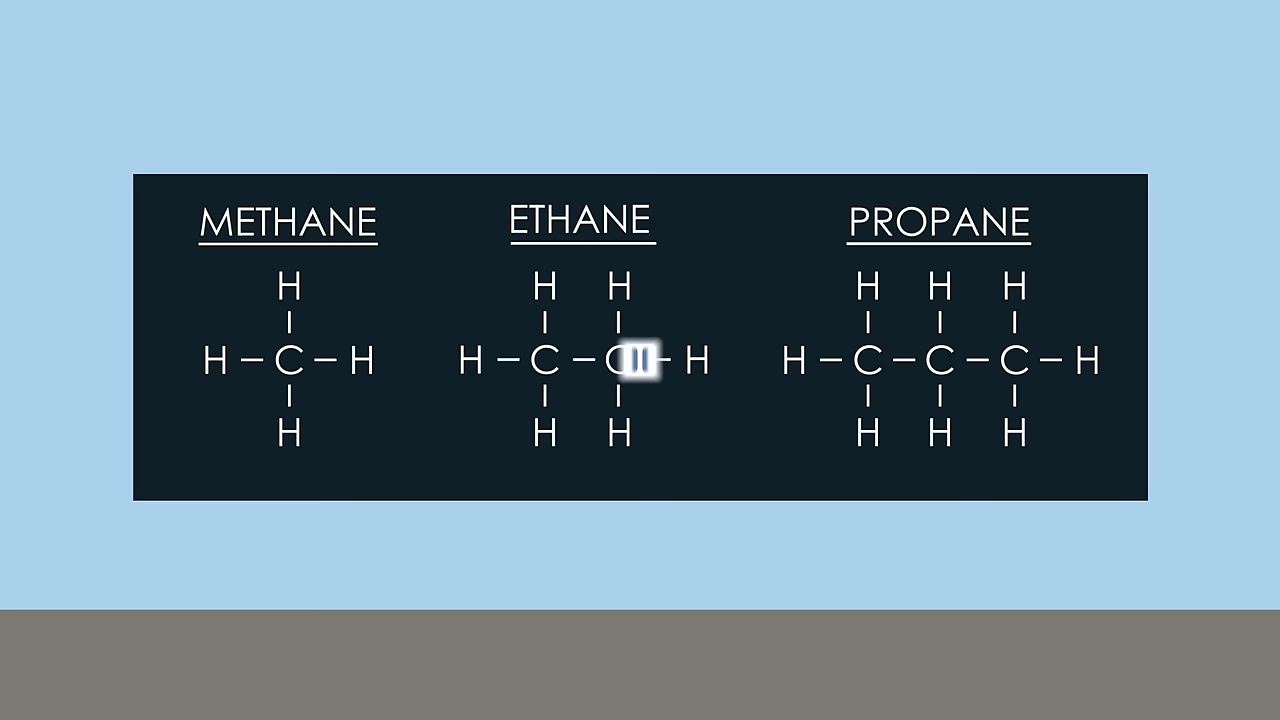 METHANE ETHANE PROPANE
H H H H H H
H – C – H H – C – C – H H – C – C – C – H
H H H H H H